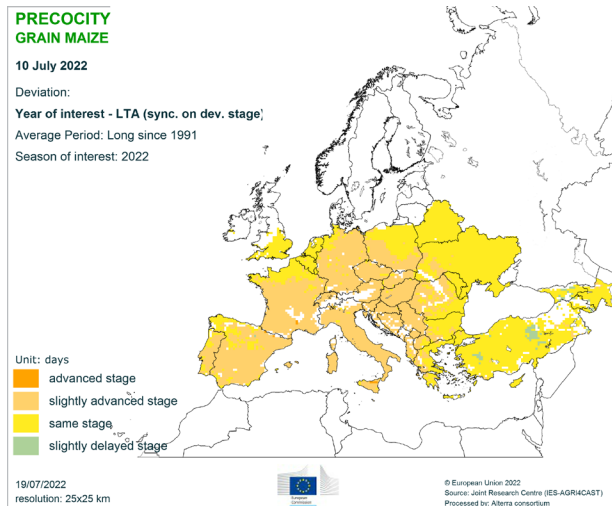 PRECOCITY
GRAIN MAIZE
10 July 2022
Deviation:
Year of interest - LTA (sync. on dev. stage)
Average Period: Long since 1991
Season of interest: 2022
Unit: days
advanced stage
slightly advanced stage
same stage
slightly delayed stage
19/07/2022
resolution: 25x25 km
European
Commission
© European Union 2022
Source: Joint Research Centre (IES-AGRI4CAST)
Processed by: Alterra consortium